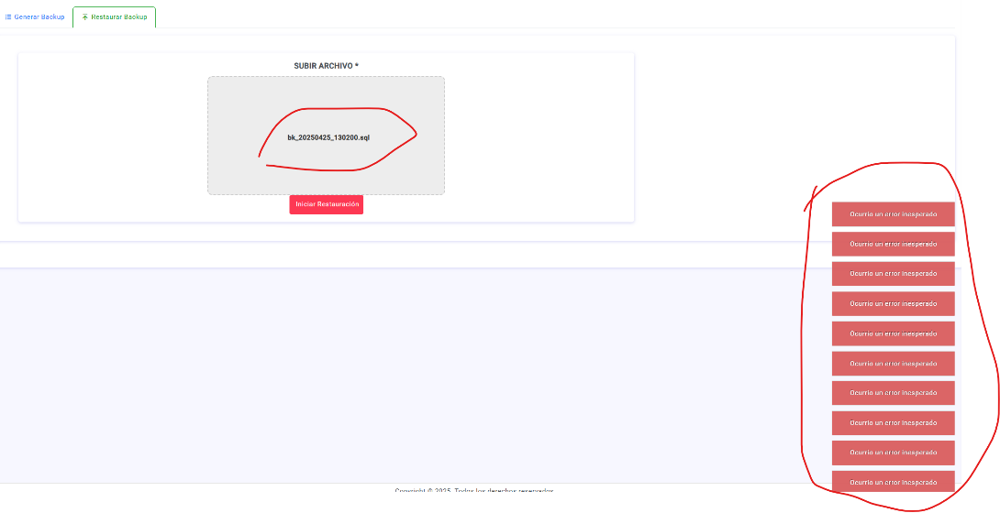 Generar Backup
Restaurar Backup
SUBIR ARCHIVO *
bk_20250425_130200.sql
Iniciar Restauración
Ocurrio un error inesperado
Ocurrio un error inesperado
Ocurrio un error inesperado
Ocurrio un error inesperado
Ocurrio un error inesperado
Ocurrio un error inesperado
Ocurrio un error inesperado
Ocurrio un error inesperado
Ocurrio un error inesperado
Ocurrio un error inesperado
Copyright © 2025. Todos los derechos reservados